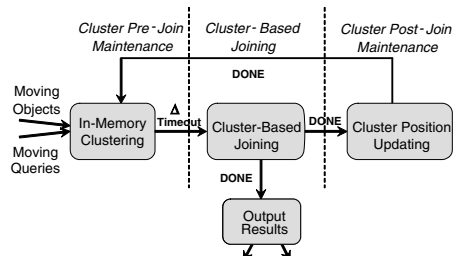 Cluster Pre-Join
Maintenance
Cluster-Based
Joining
Cluster Post-Join
Maintenance
DONE
Moving
Objects
Moving
Queries
In-Memory
Clustering
Δ
Timeout
Cluster-Based
Joining
DONE
Cluster Position
Updating
DONE
Output
Results